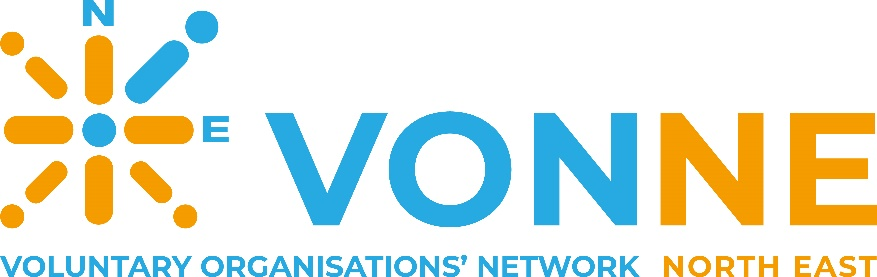 N
E
VONNE
VOLUNTARY ORGANISATIONS’ NETWORK NORTH EAST